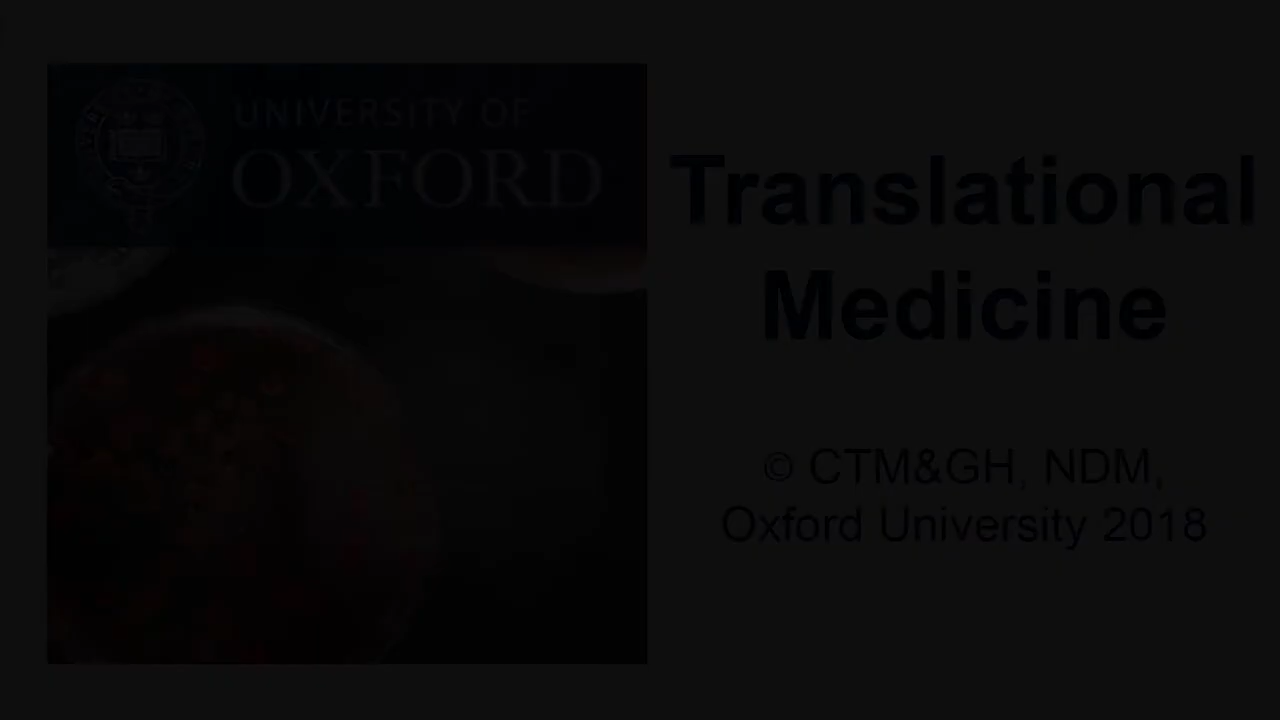 UNIVERSITY OF
OXFORD
Translational
Medicine
© CTM&GH, NDM,
Oxford University 2018